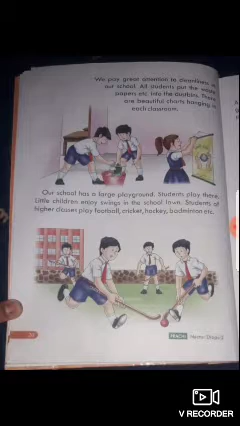 We pay great attention to cleanliness in
our school. All students put the waste
papers etc. into the dustbins. There
are beautiful charts hanging in
each classroom.
Our school has a large playground. Students play there.
Little children enjoy swings in the school lawn. Students of
higher classes play football, cricket, hockey, badminton etc.
V RECORDER